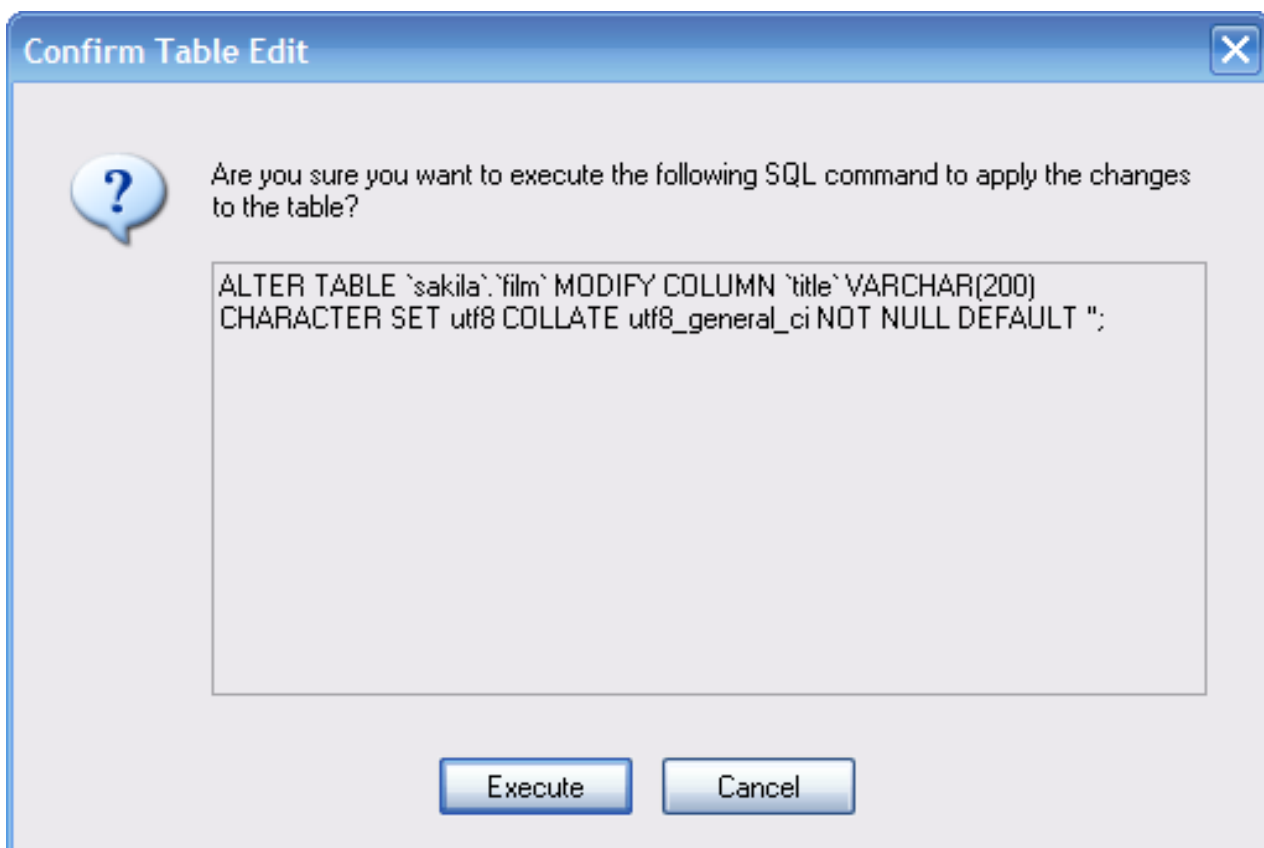 Confirm Table Edit
?
Are you sure you want to execute the following SQL command to apply the changes
to the table?
ALTER TABLE `sakila`.`film` MODIFY COLUMN `title` VARCHAR(200)
CHARACTER SET utf8 COLLATE utf8_general_ci NOT NULL DEFAULT '';
Execute
Cancel